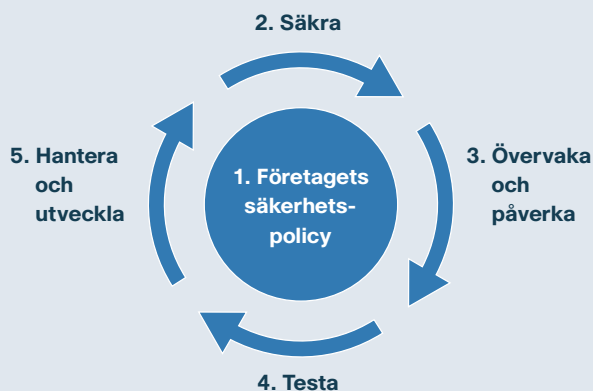 2. Säkra
5. Hantera
och
utveckla
1. Företagets
säkerhets-
policy
3. Övervaka
och
påverka
4. Testa